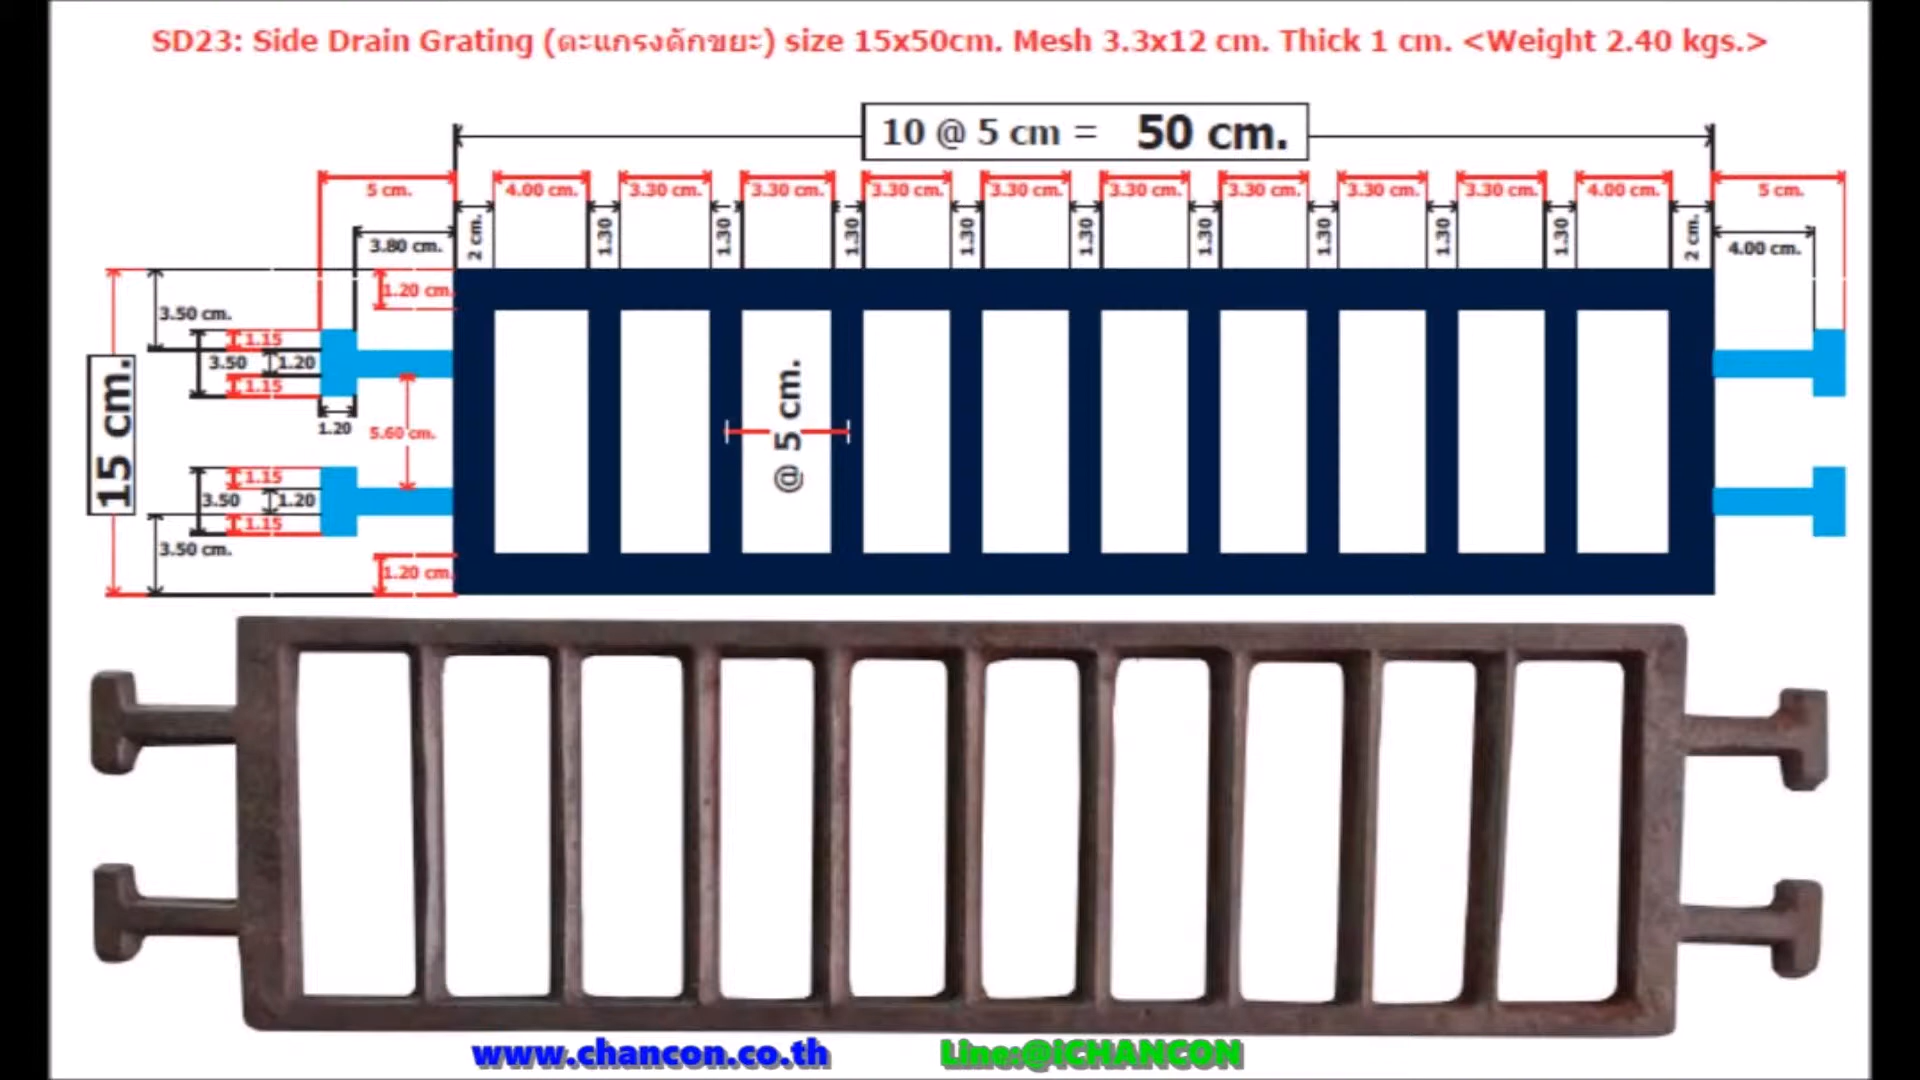 SD23: Side Drain Grating (ตะแกรงดักขยะ) size 15x50cm. Mesh 3.3x12 cm. Thick 1 cm. <Weight 2.40 kgs.>
10 @ 5 cm = 50 cm.
5 cm. 4.00 cm. 3.30 cm. 3.30 cm. 3.30 cm. 3.30 cm. 3.30 cm. 3.30 cm. 3.30 cm. 3.30 cm. 4.00 cm. 5 cm.
3.80 cm. 2 cm. 1.30 1.30 1.30 1.30 1.30 1.30 1.30 1.30 1.30 2 cm. 4.00 cm.
1.20 cm.
3.50 cm.
1.15
3.50 1.20
1.15
1.20 5.60 cm.
15 cm.
@ 5 cm.
1.15
3.50 1.20
1.15
3.50 cm.
1.20 cm.
www.chancon.co.th Line:@iCHANCON